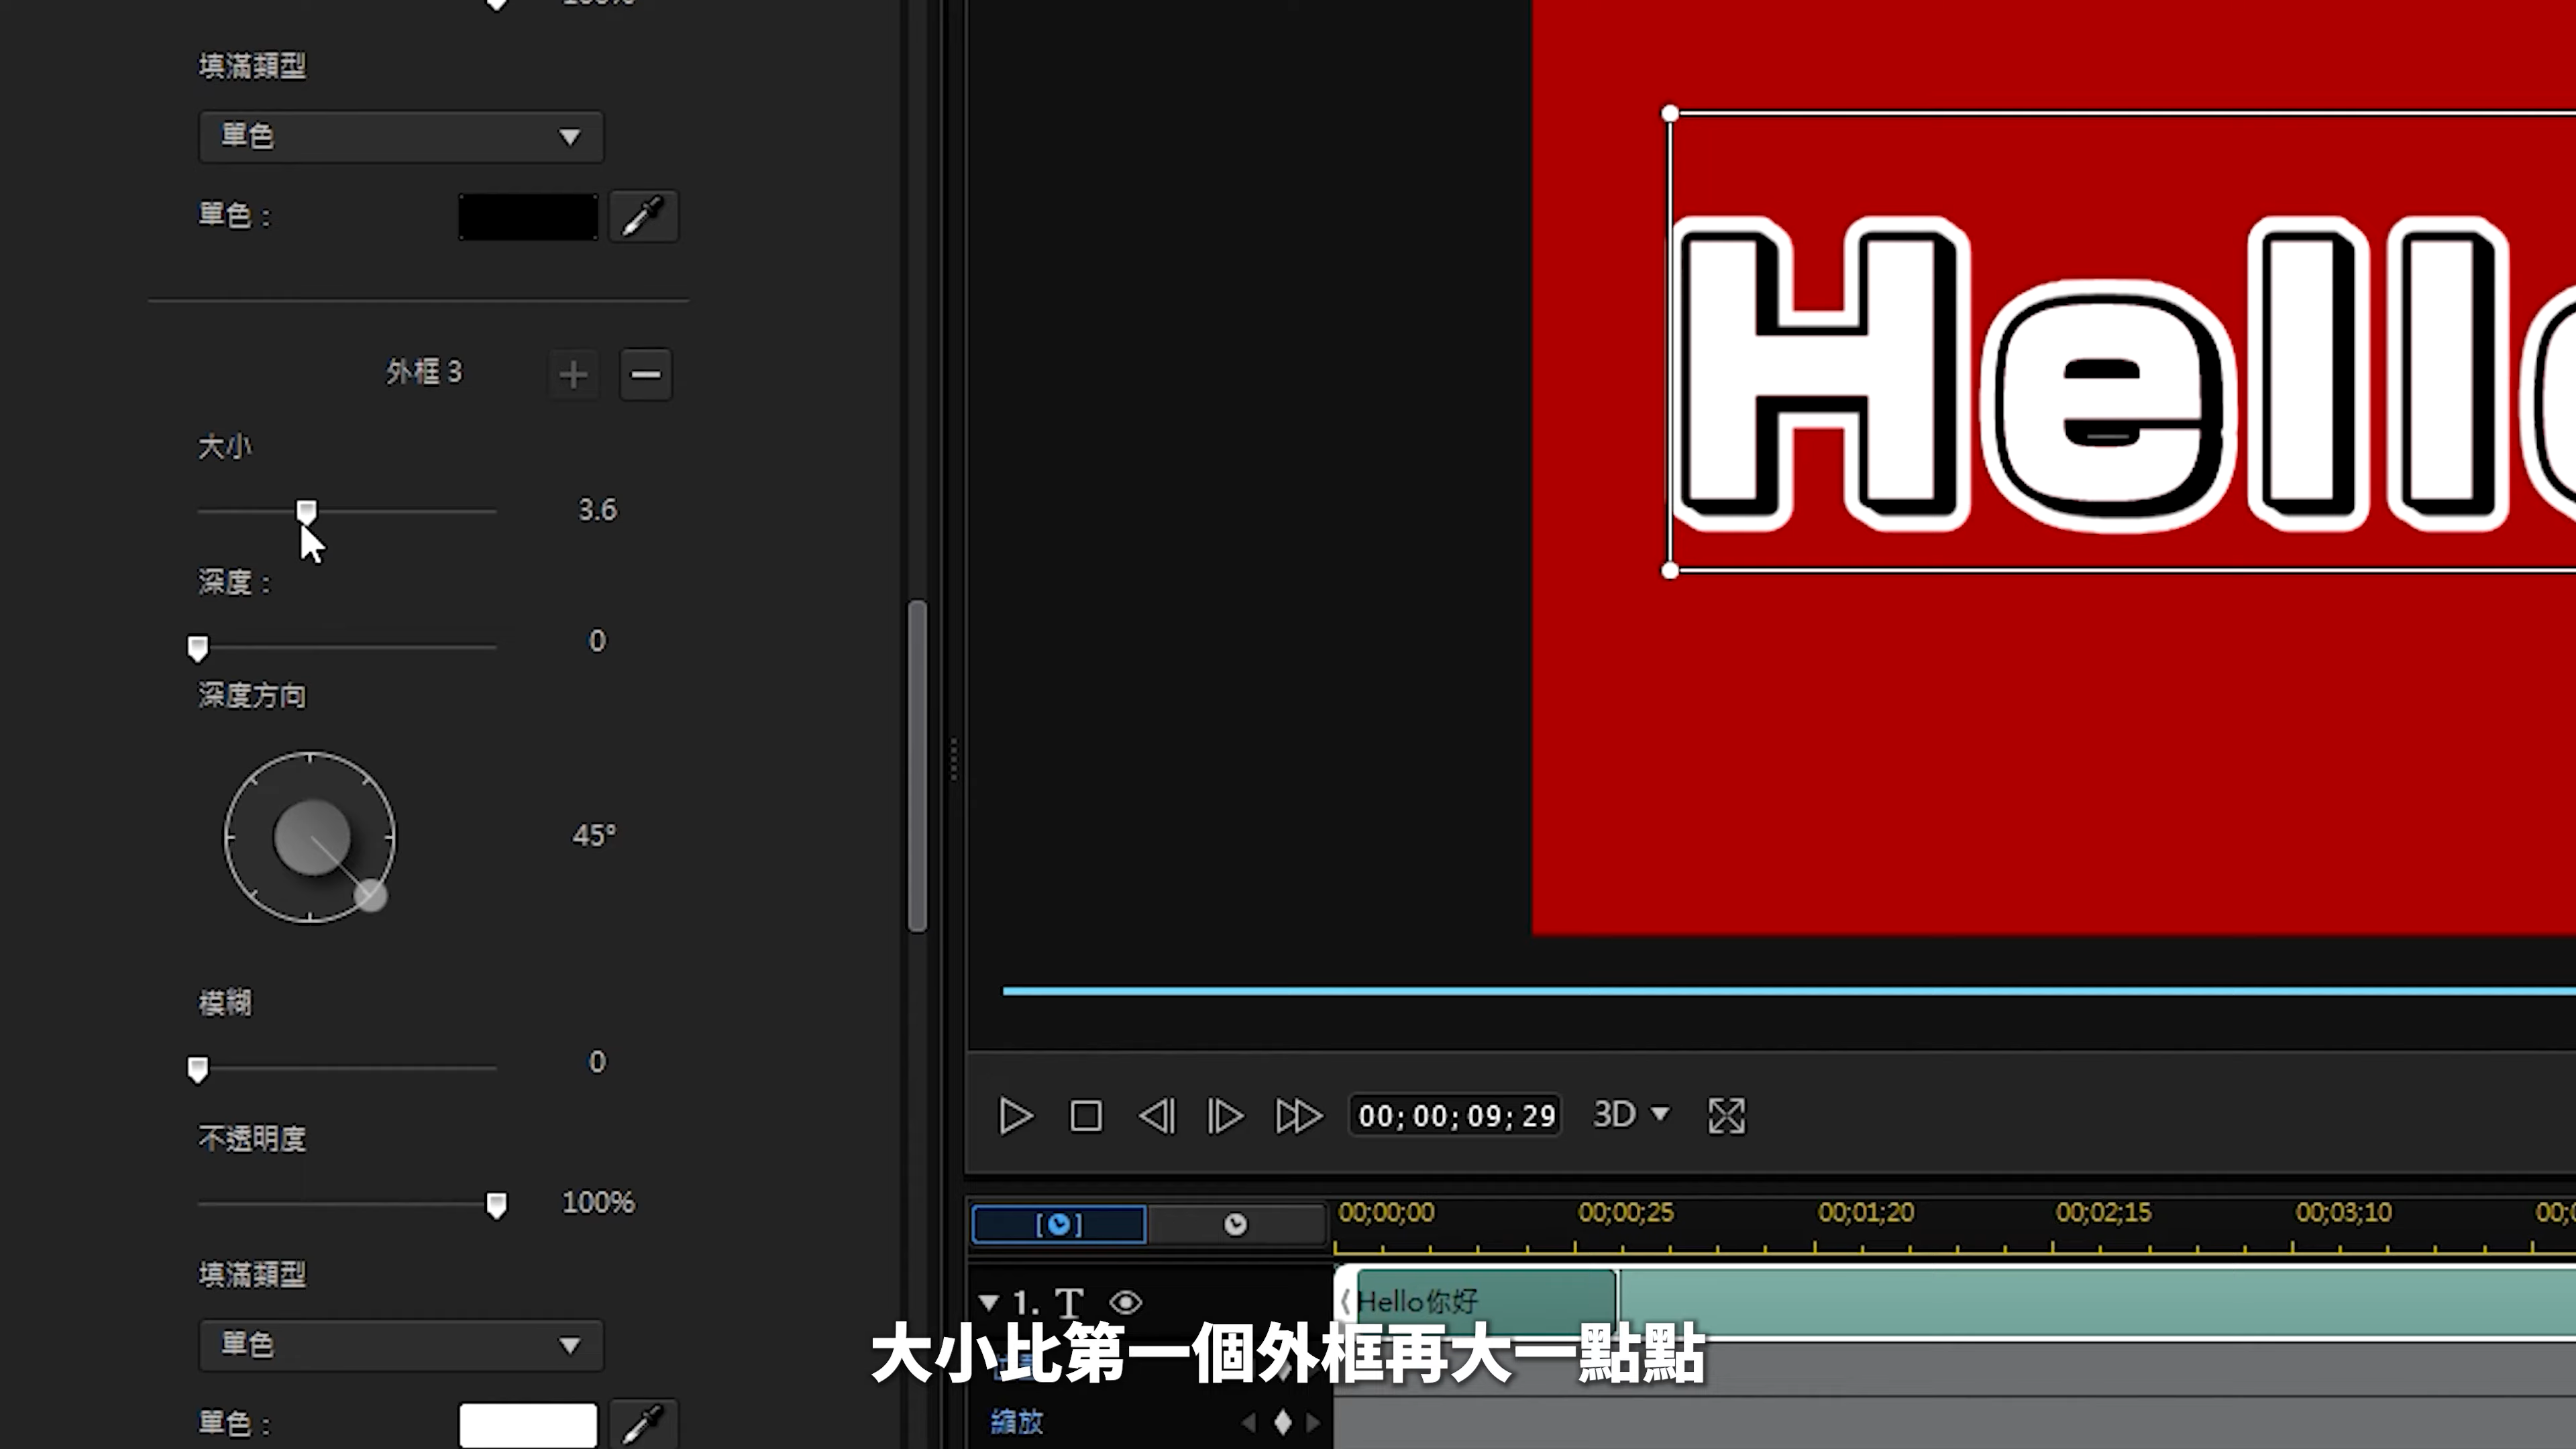 填滿類型
單色
單色：
外框 3
大小
3.6
深度：
0
深度方向
45°
模糊
0
不透明度
100%
填滿類型
單色
單色：
Hello
00;00;09;29
3D
00;00;00
00;00;25
00;01;20
00;02;15
00;03;10
1. T
Hello你好
大小比第一個外框再大一點點
縮放